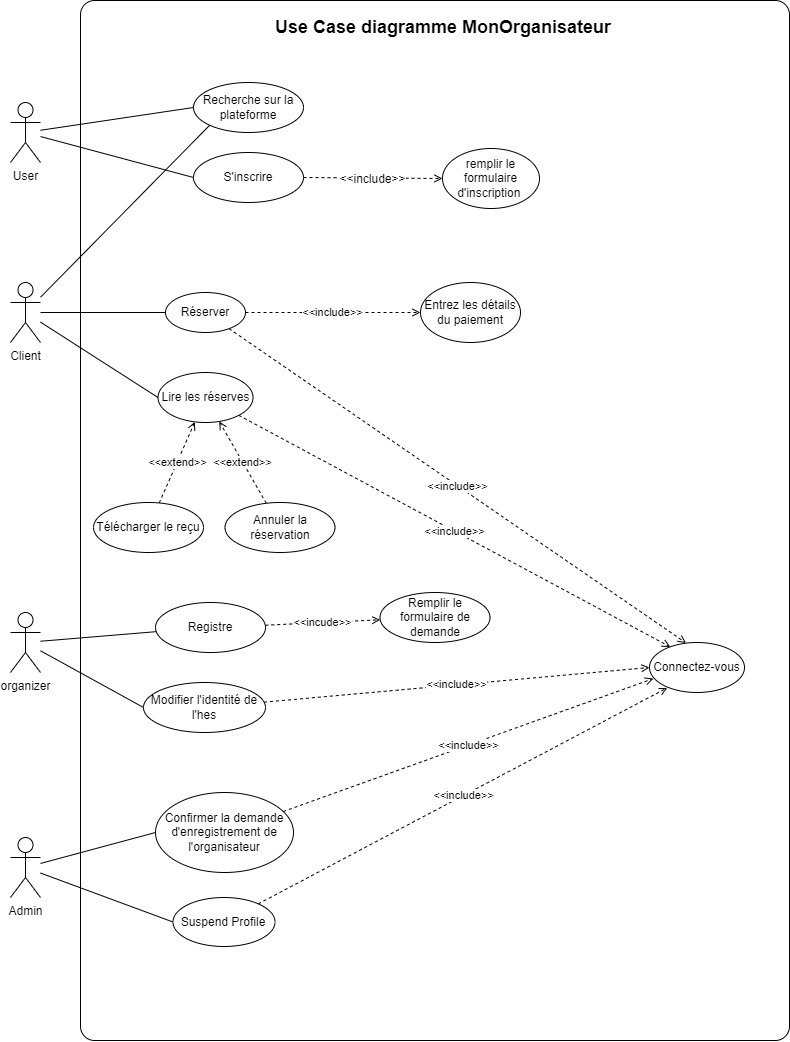 Use Case diagramme MonOrganisateur
Recherche sur la
plateforme
User
S'inscrire
<<include>>
remplir le
formulaire
d'inscription
Client
Réserver
<<include>>
Entrez les détails
du paiement
Lire les réserves
<<extend>>
<<extend>>
<<include>>
Télécharger le reçu
Annuler la
réservation
<<include>>
organizer
Registre
<<incude>>
Remplir le
formulaire de
demande
Connectez-vous
Modifier l'identité de
l'hes
<<include>>
<<include>>
Confirmer la demande
d'enregistrement de
l'organisateur
<<include>>
Admin
Suspend Profile